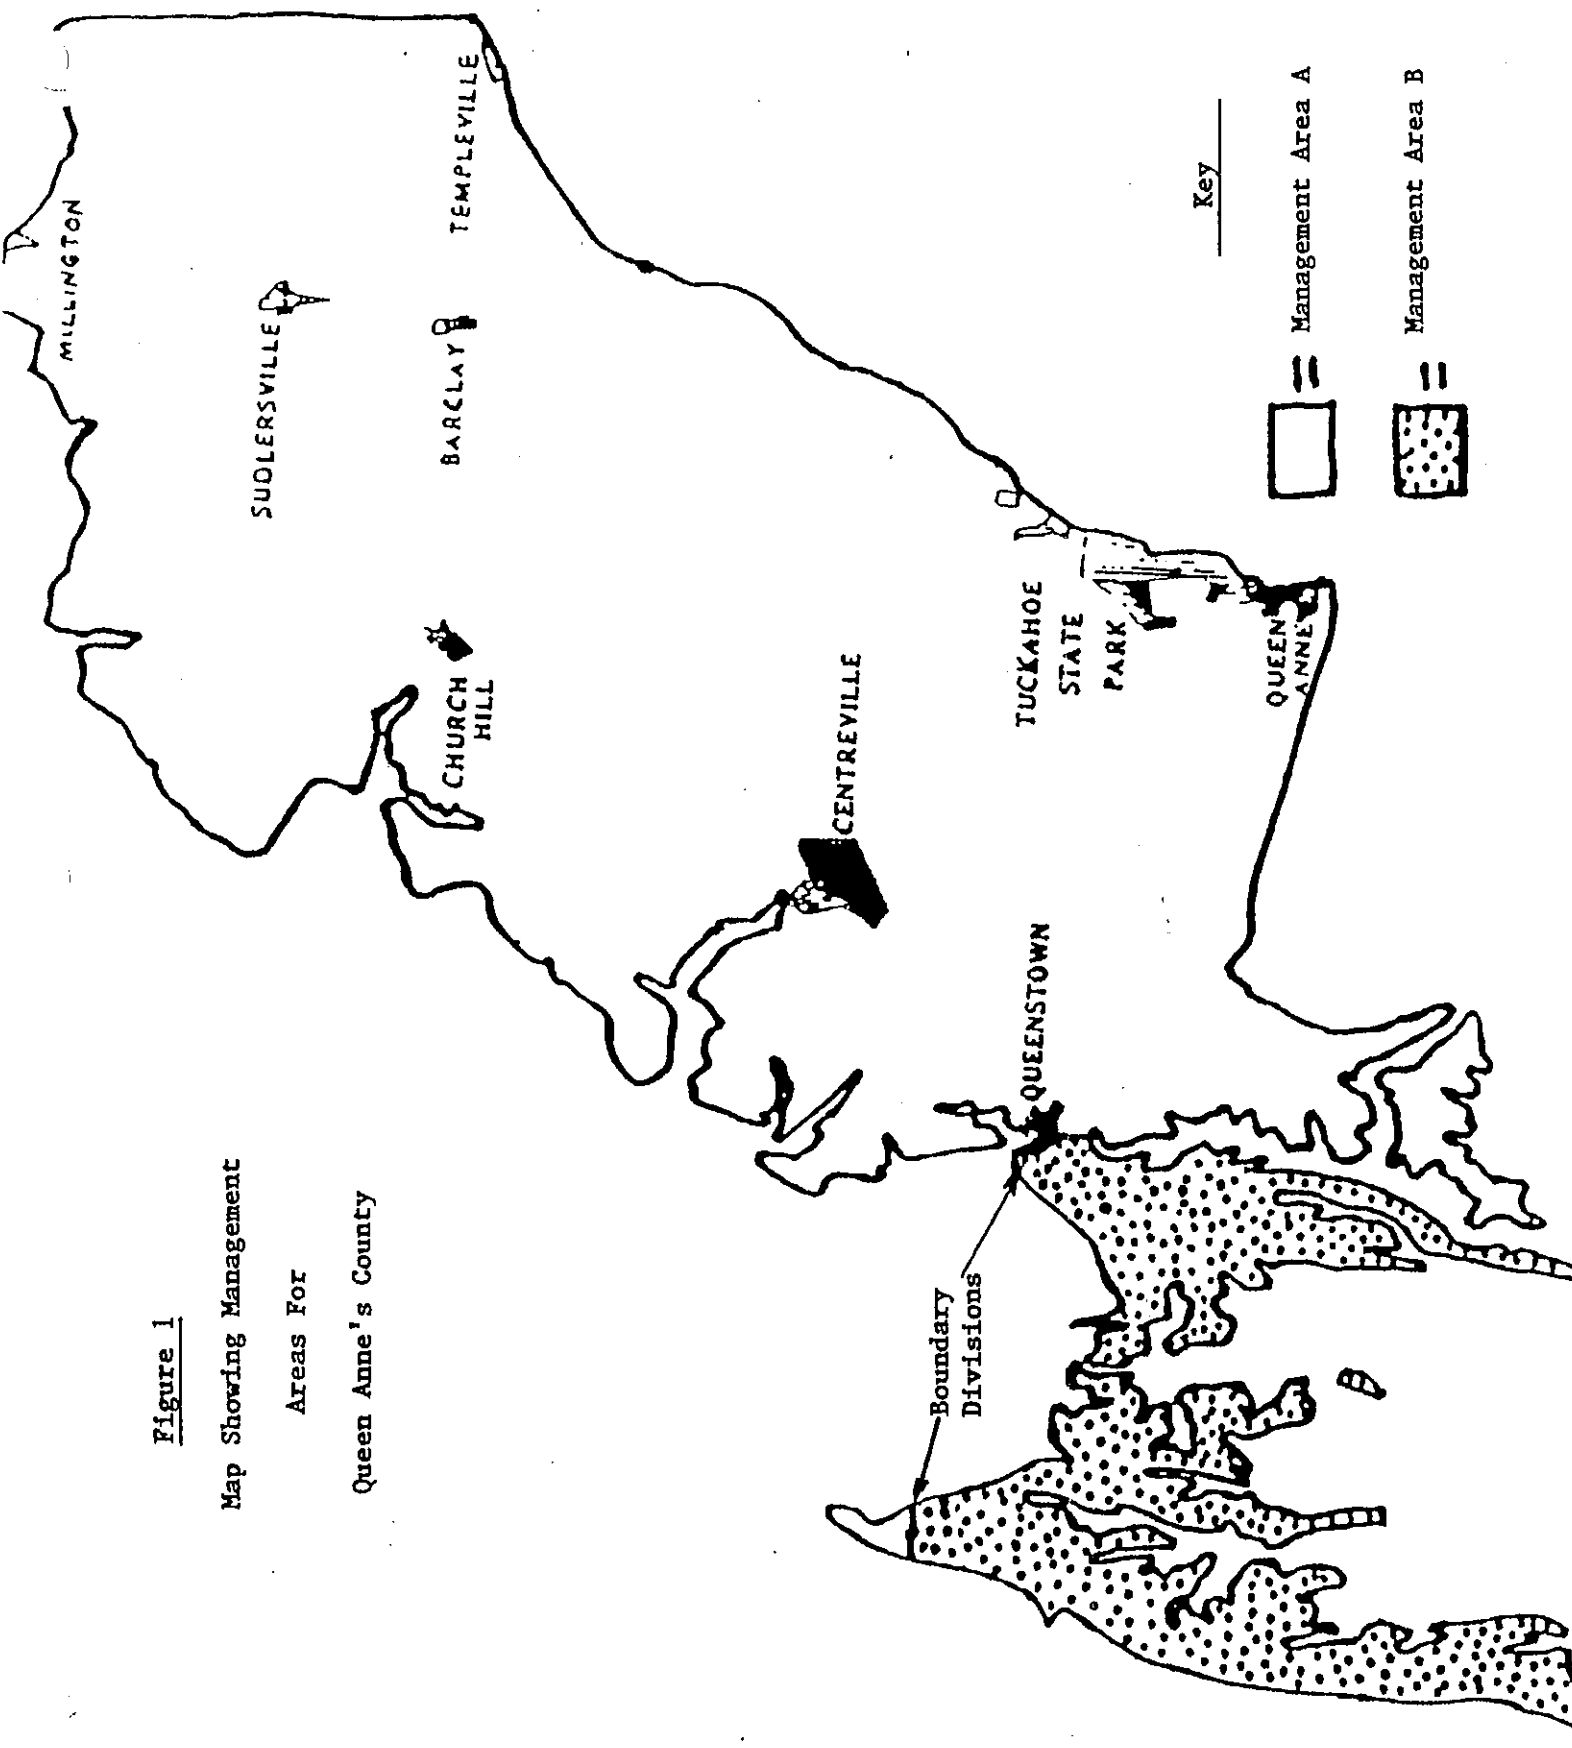 Figure 1
Map Showing Management
Areas For
Queen Anne's County
MILLINGTON
SUDLERSVILLE
BARCLAY
TEMPLEVILLE
CHURCH
HILL
CENTREVILLE
TUCKAHOE
STATE
PARK
QUEEN
ANNE
QUEENSTOWN
Boundary
Divisions
Key
= Management Area A
= Management Area B